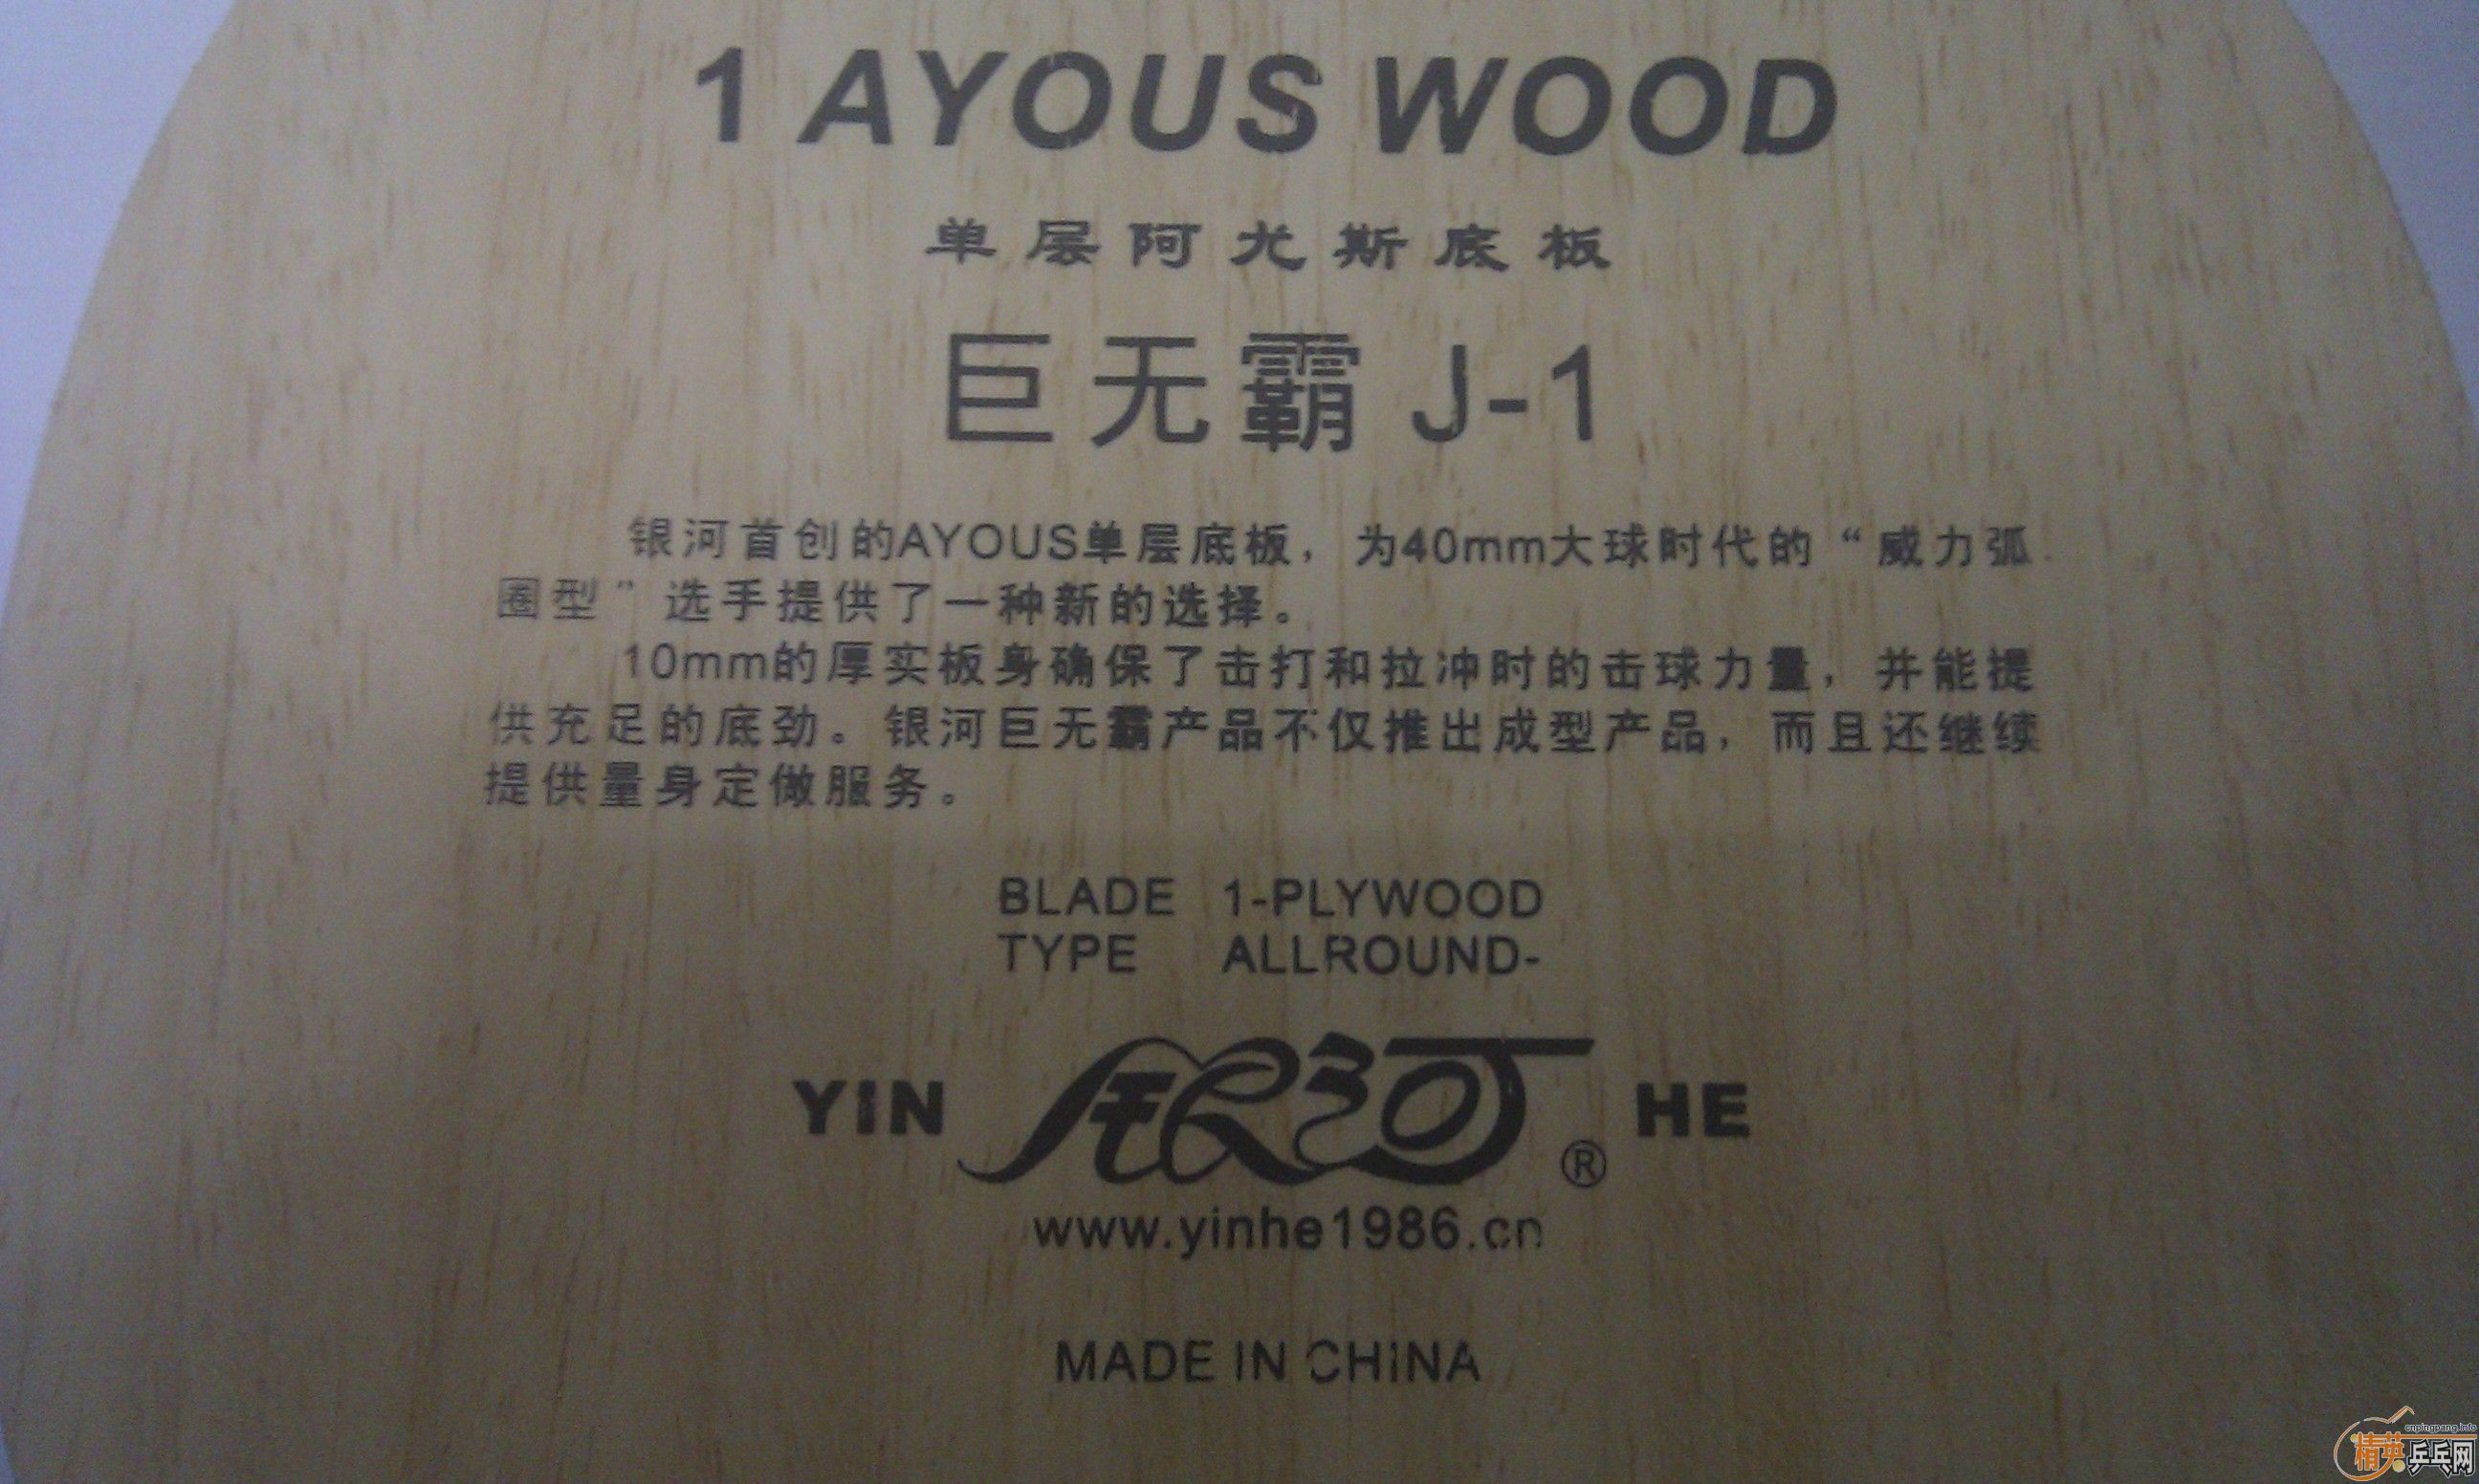 1 AYOUS WOOD
单层阿尤斯底板
巨无霸 J-1
银河首创的AYOUS单层底板，为40mm大球时代的“威力弧
圈型”选手提供了一种新的选择。
10mm的厚实板身确保了击打和拉冲时的击球力量，并能提
供充足的底劲。银河巨无霸产品不仅推出成型产品，而且还继续
提供量身定做服务。
BLADE 1-PLYWOOD
TYPE ALLROUND-
YIN 银河® HE
www.yinhe1986.cn
MADE IN CHINA
cnpingpang.info
精英乒乓网